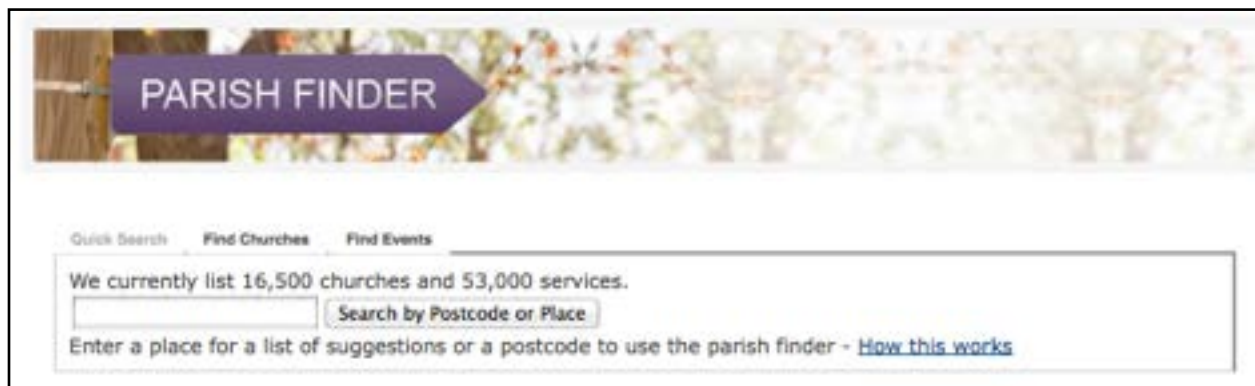 PARISH FINDER
Quick Search Find Churches Find Events
We currently list 16,500 churches and 53,000 services.
Search by Postcode or Place
Enter a place for a list of suggestions or a postcode to use the parish finder - How this works